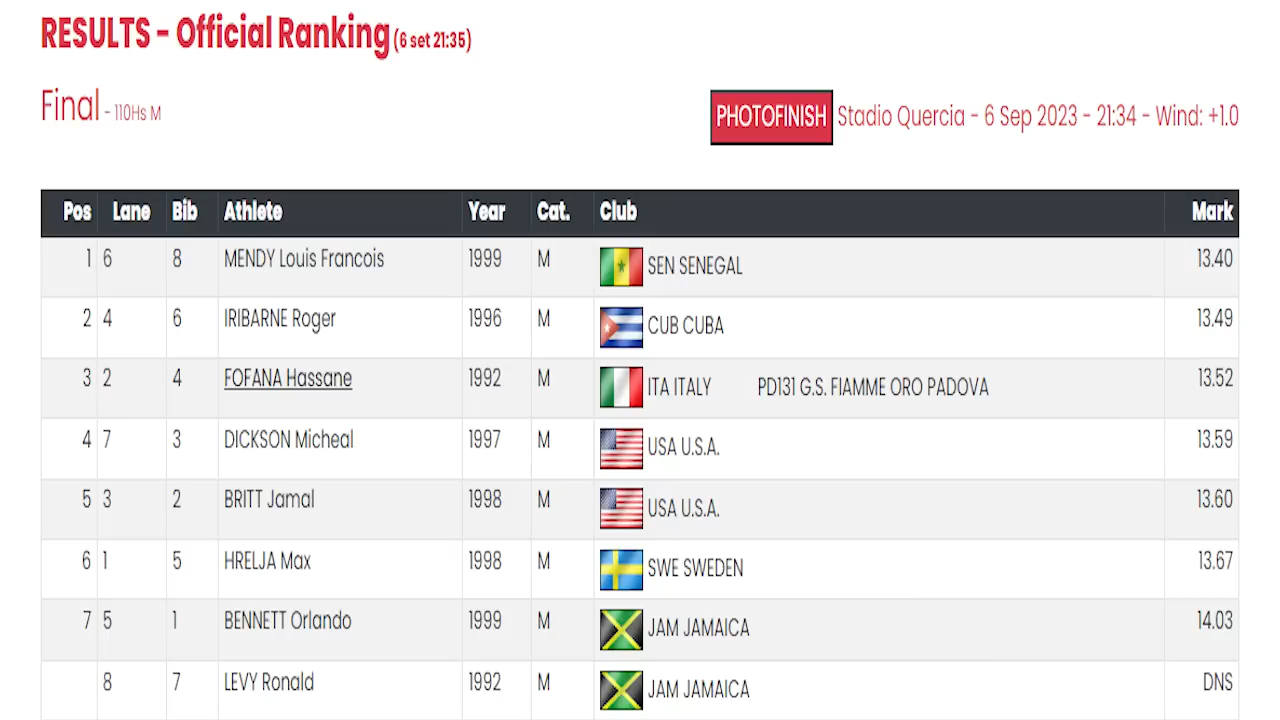 RESULTS - Official Ranking (6 set 21:35)
Final - 110Hs M
PHOTOFINISH Stadio Quercia - 6 Sep 2023 - 21:34 - Wind: +1.0
Pos Lane Bib Athlete Year Cat. Club Mark
1 6 8 MENDY Louis Francois 1999 M SEN SENEGAL 13.40
2 4 6 IRIBARNE Roger 1996 M CUB CUBA 13.49
3 2 4 FOFANA Hassane 1992 M ITA ITALY PD131 G.S. FIAMME ORO PADOVA 13.52
4 7 3 DICKSON Micheal 1997 M USA U.S.A. 13.59
5 3 2 BRITT Jamal 1998 M USA U.S.A. 13.60
6 1 5 HRELJA Max 1998 M SWE SWEDEN 13.67
7 5 1 BENNETT Orlando 1999 M JAM JAMAICA 14.03
8 7 LEVY Ronald 1992 M JAM JAMAICA DNS